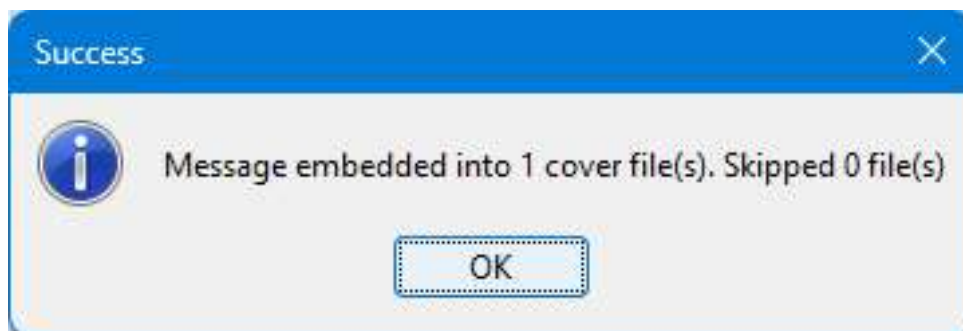 Success
Message embedded into 1 cover file(s). Skipped 0 file(s)
OK